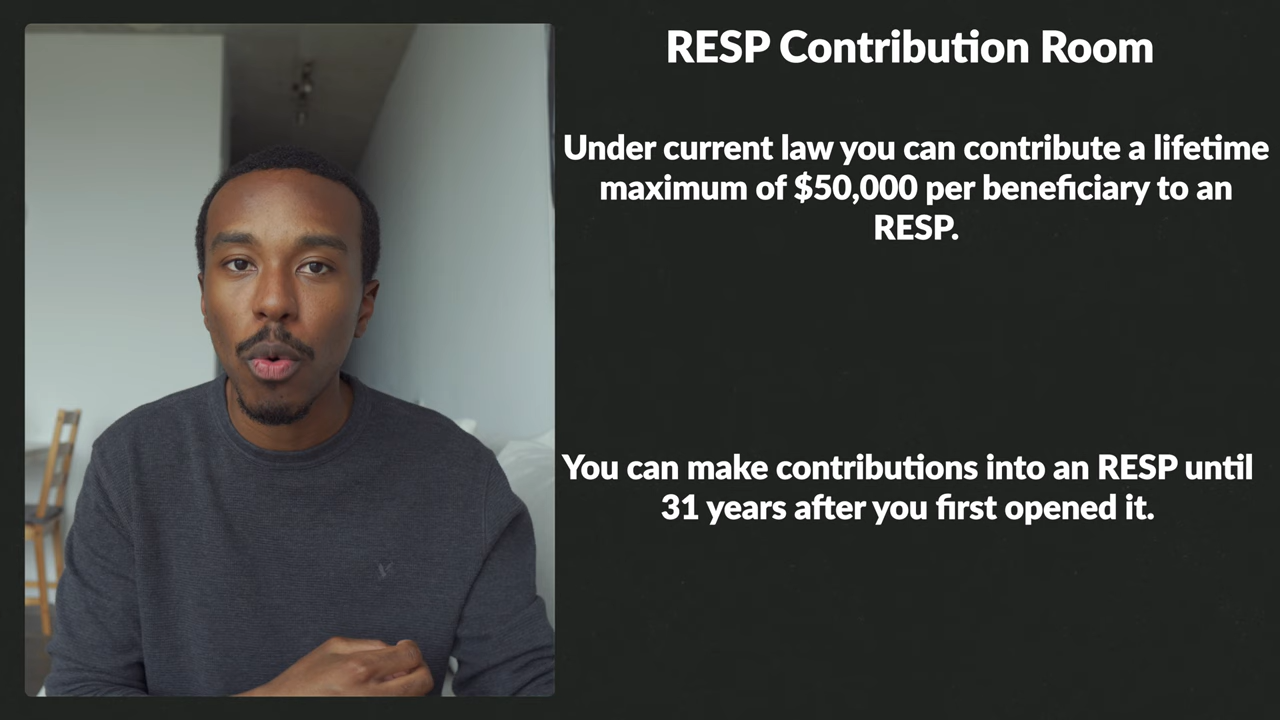 RESP Contribution Room
Under current law you can contribute a lifetime
maximum of $50,000 per beneficiary to an
RESP.
You can make contributions into an RESP until
31 years after you first opened it.